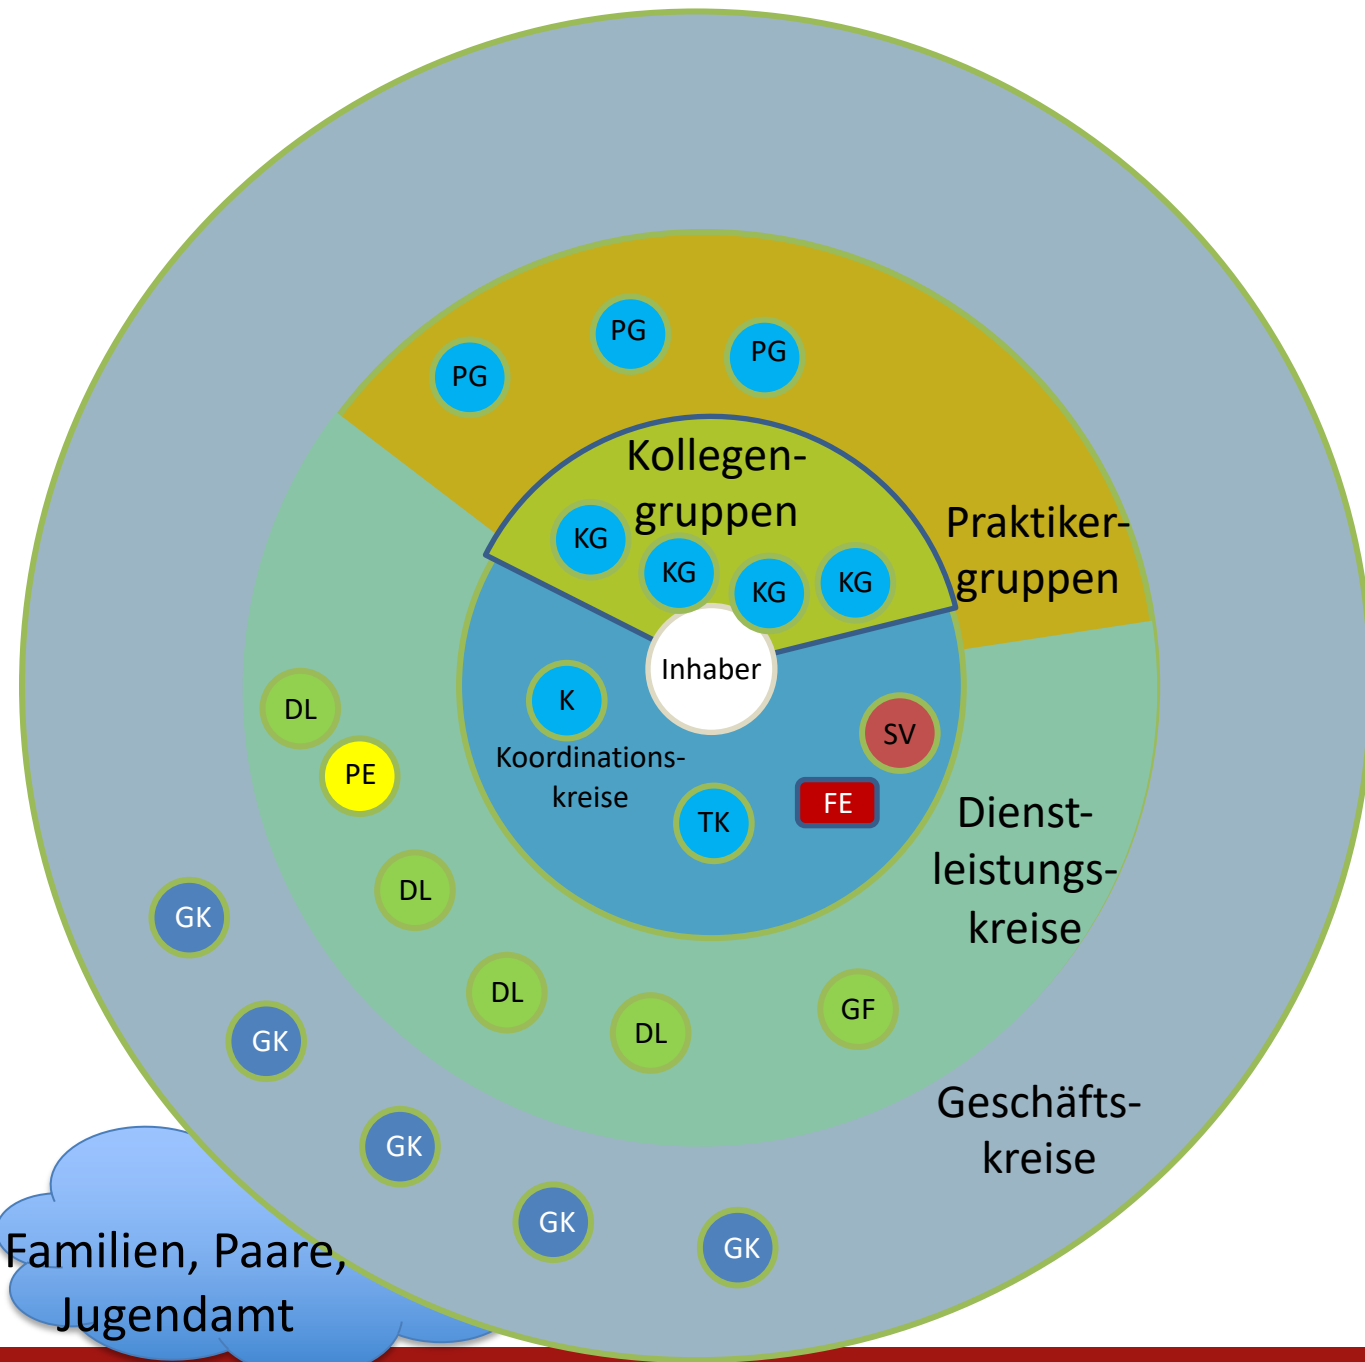 PG
PG
PG
Kollegen-
gruppen
KG
KG
KG
KG
Praktiker-
gruppen
Inhaber
K
Koordinations-
kreise
TK
SV
FE
DL
PE
DL
DL
DL
GF
Dienst-
leistungs-
kreise
GK
GK
GK
GK
GK
Geschäfts-
kreise
Familien, Paare,
Jugendamt